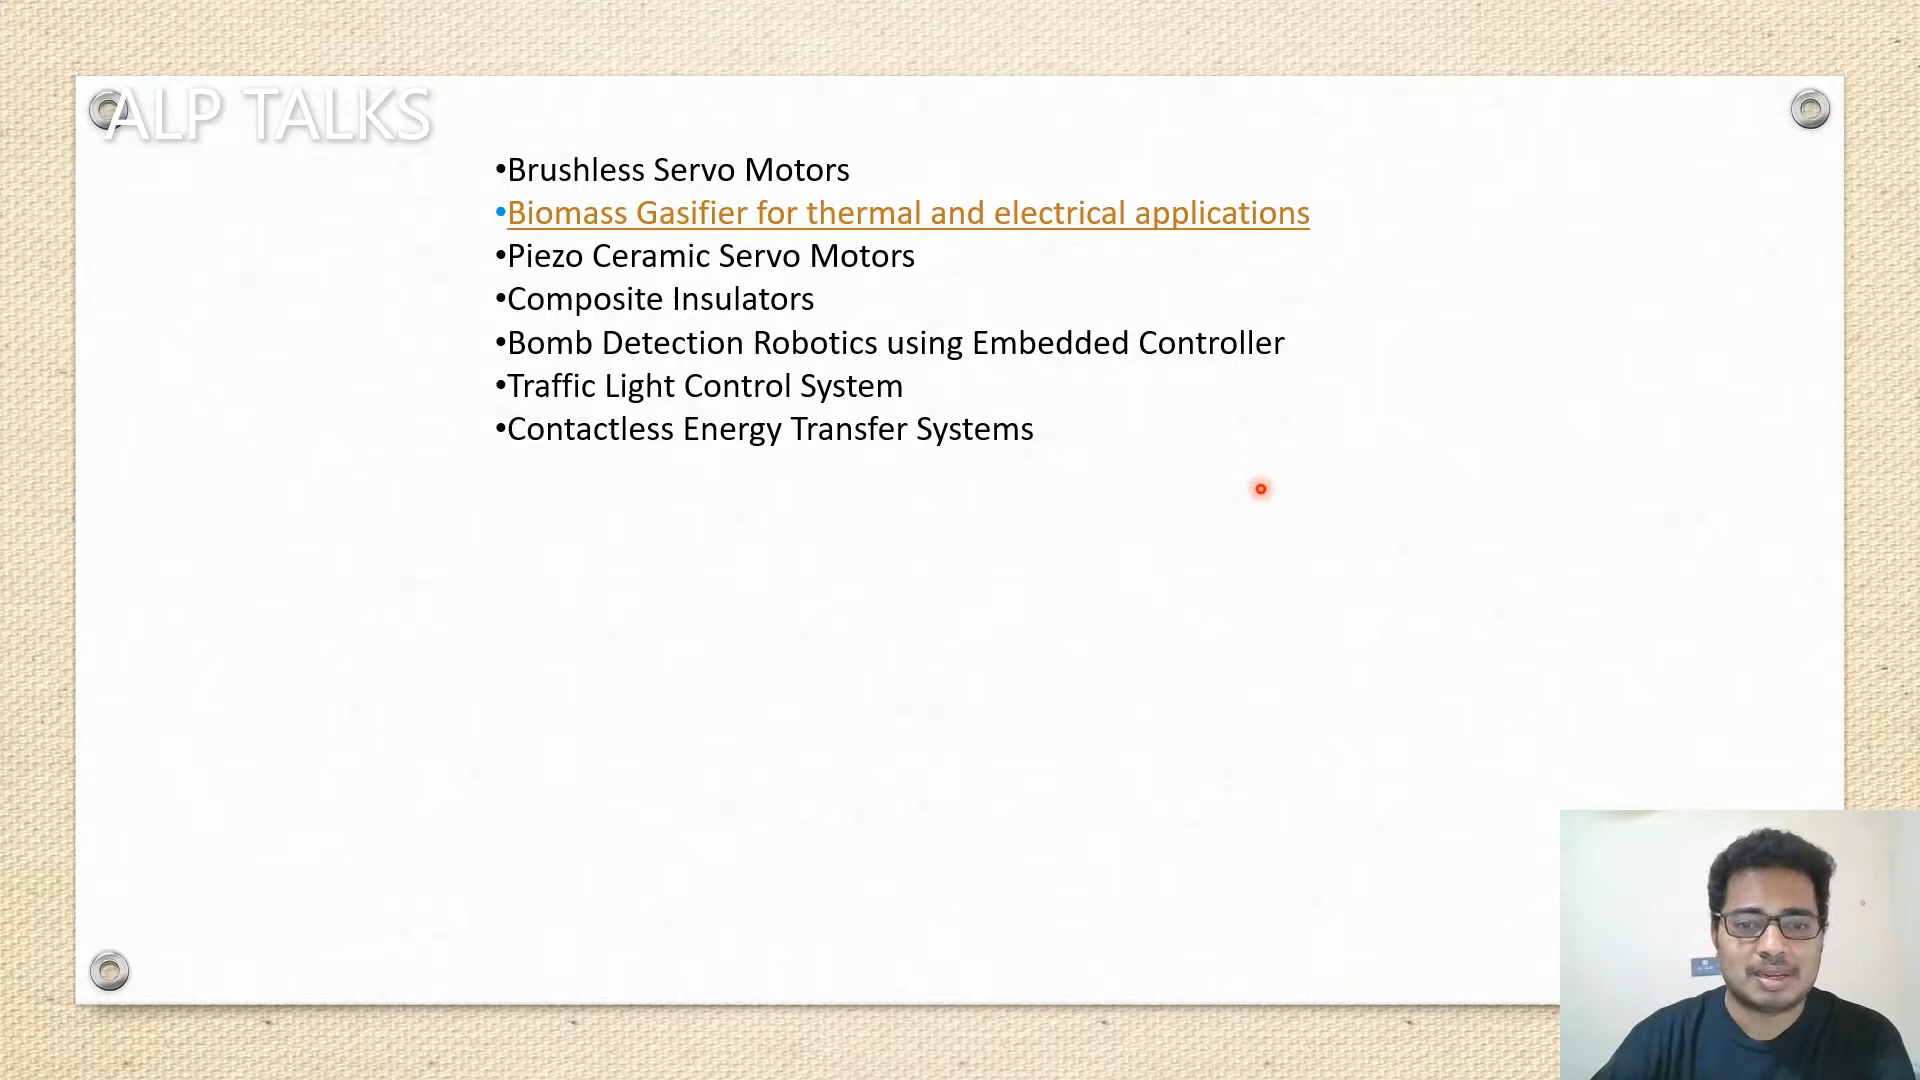 ALP TALKS
•Brushless Servo Motors
•Biomass Gasifier for thermal and electrical applications
•Piezo Ceramic Servo Motors
•Composite Insulators
•Bomb Detection Robotics using Embedded Controller
•Traffic Light Control System
•Contactless Energy Transfer Systems